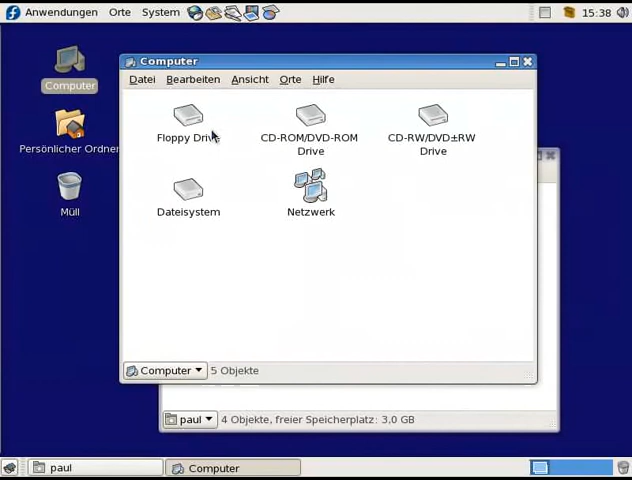 Anwendungen Orte System 15:38
Computer
Computer
Datei Bearbeiten Ansicht Orte Hilfe
Floppy Drive
CD-ROM/DVD-ROM
Drive
CD-RW/DVD±RW
Drive
Persönlicher Ordner
Dateisystem
Netzwerk
Müll
Computer 5 Objekte
paul 4 Objekte, freier Speicherplatz: 3,0 GB
paul
Computer